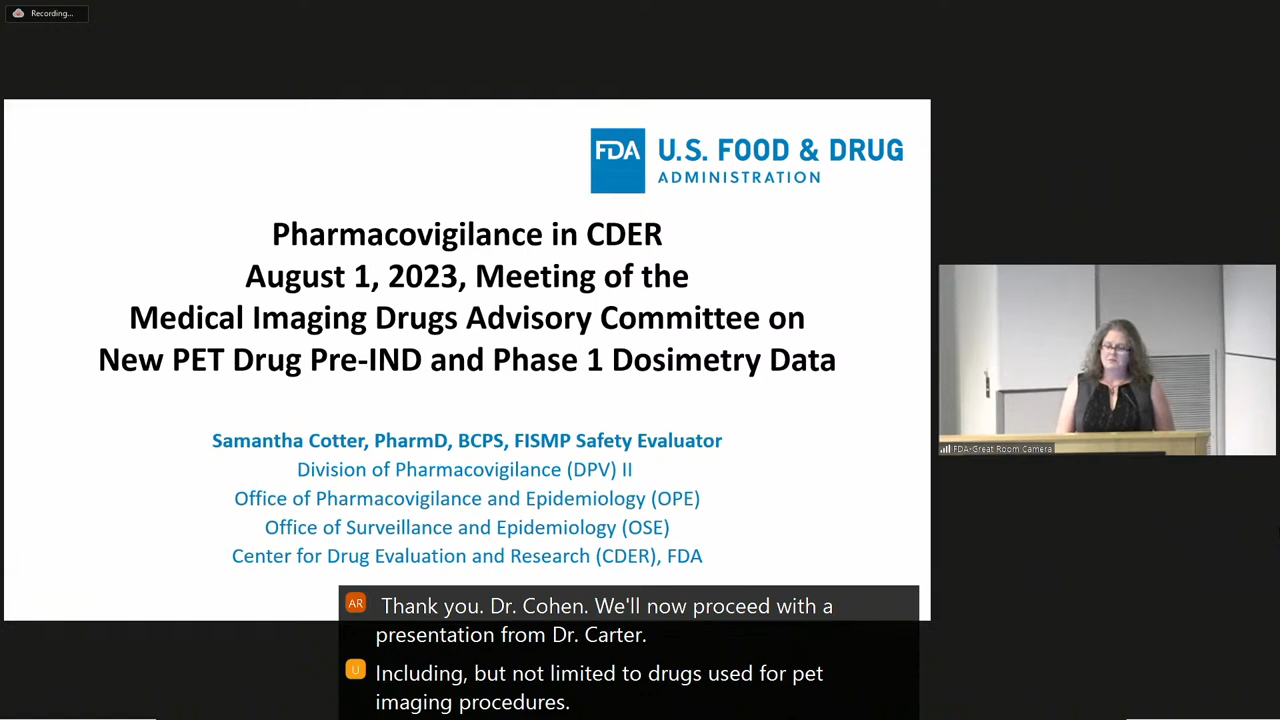 Recording...
FDA U.S. FOOD & DRUG
ADMINISTRATION
Pharmacovigilance in CDER
August 1, 2023, Meeting of the
Medical Imaging Drugs Advisory Committee on
New PET Drug Pre-IND and Phase 1 Dosimetry Data
Samantha Cotter, PharmD, BCPS, FISMP Safety Evaluator
Division of Pharmacovigilance (DPV) II
Office of Pharmacovigilance and Epidemiology (OPE)
Office of Surveillance and Epidemiology (OSE)
Center for Drug Evaluation and Research (CDER), FDA
FDA-Great Room Camera
AR Thank you. Dr. Cohen. We'll now proceed with a
presentation from Dr. Carter.
U Including, but not limited to drugs used for pet
imaging procedures.